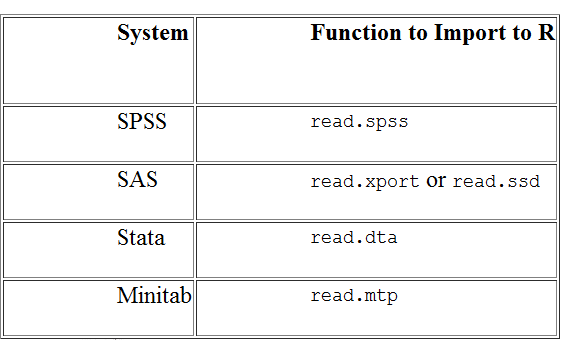 System Function to Import to R
SPSS read.spss
SAS read.xport or read.ssd
Stata read.dta
Minitab read.mtp